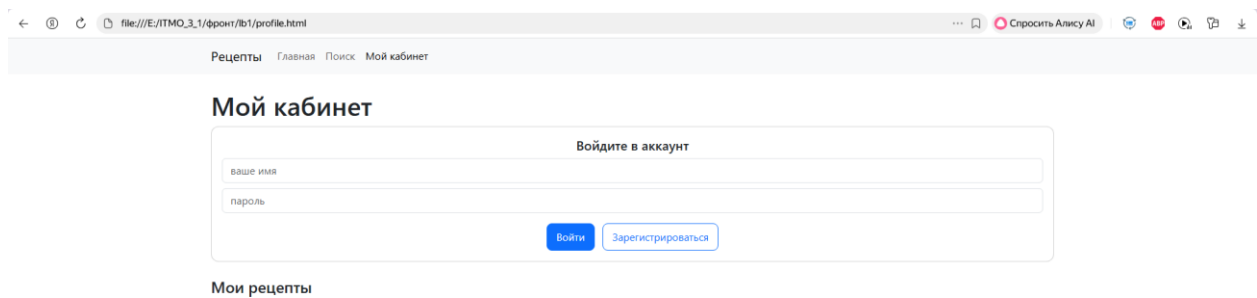 file:///E:/ITMO_3_1/фронт/lb1/profile.html
Спросить Алису AI
ABP
Рецепты Главная Поиск Мой кабинет
Мой кабинет
Войдите в аккаунт
ваше имя
пароль
Войти Зарегистрироваться
Мои рецепты